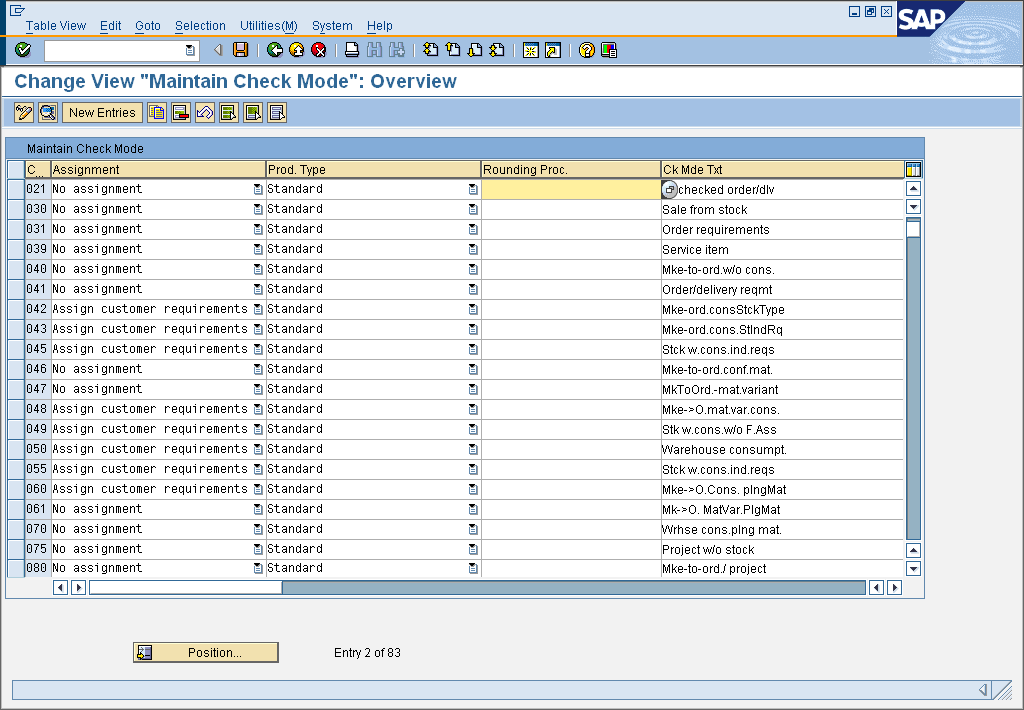 Table View Edit Goto Selection Utilities(M) System Help
SAP
Change View "Maintain Check Mode": Overview
New Entries
Maintain Check Mode
C... Assignment Prod. Type Rounding Proc. Ck Mde Txt
021 No assignment Standard checked order/dlv
030 No assignment Standard Sale from stock
031 No assignment Standard Order requirements
039 No assignment Standard Service item
040 No assignment Standard Mke-to-ord.w/o cons.
041 No assignment Standard Order/delivery reqmt
042 Assign customer requirements Standard Mke-ord.consStckType
043 Assign customer requirements Standard Mke-ord.cons.StIndRq
045 Assign customer requirements Standard Stck w.cons.ind.reqs
046 No assignment Standard Mke-to-ord.conf.mat.
047 No assignment Standard MkToOrd.-mat.variant
048 Assign customer requirements Standard Mke->O.mat.var.cons.
049 Assign customer requirements Standard Stk w.cons.w/o F.Ass
050 Assign customer requirements Standard Warehouse consumpt.
055 Assign customer requirements Standard Stck w.cons.ind.reqs
060 Assign customer requirements Standard Mke->O.Cons. plngMat
061 No assignment Standard Mk->O. MatVar.PlgMat
070 No assignment Standard Wrhse cons.plng mat.
075 No assignment Standard Project w/o stock
080 No assignment Standard Mke-to-ord./ project
Position... Entry 2 of 83